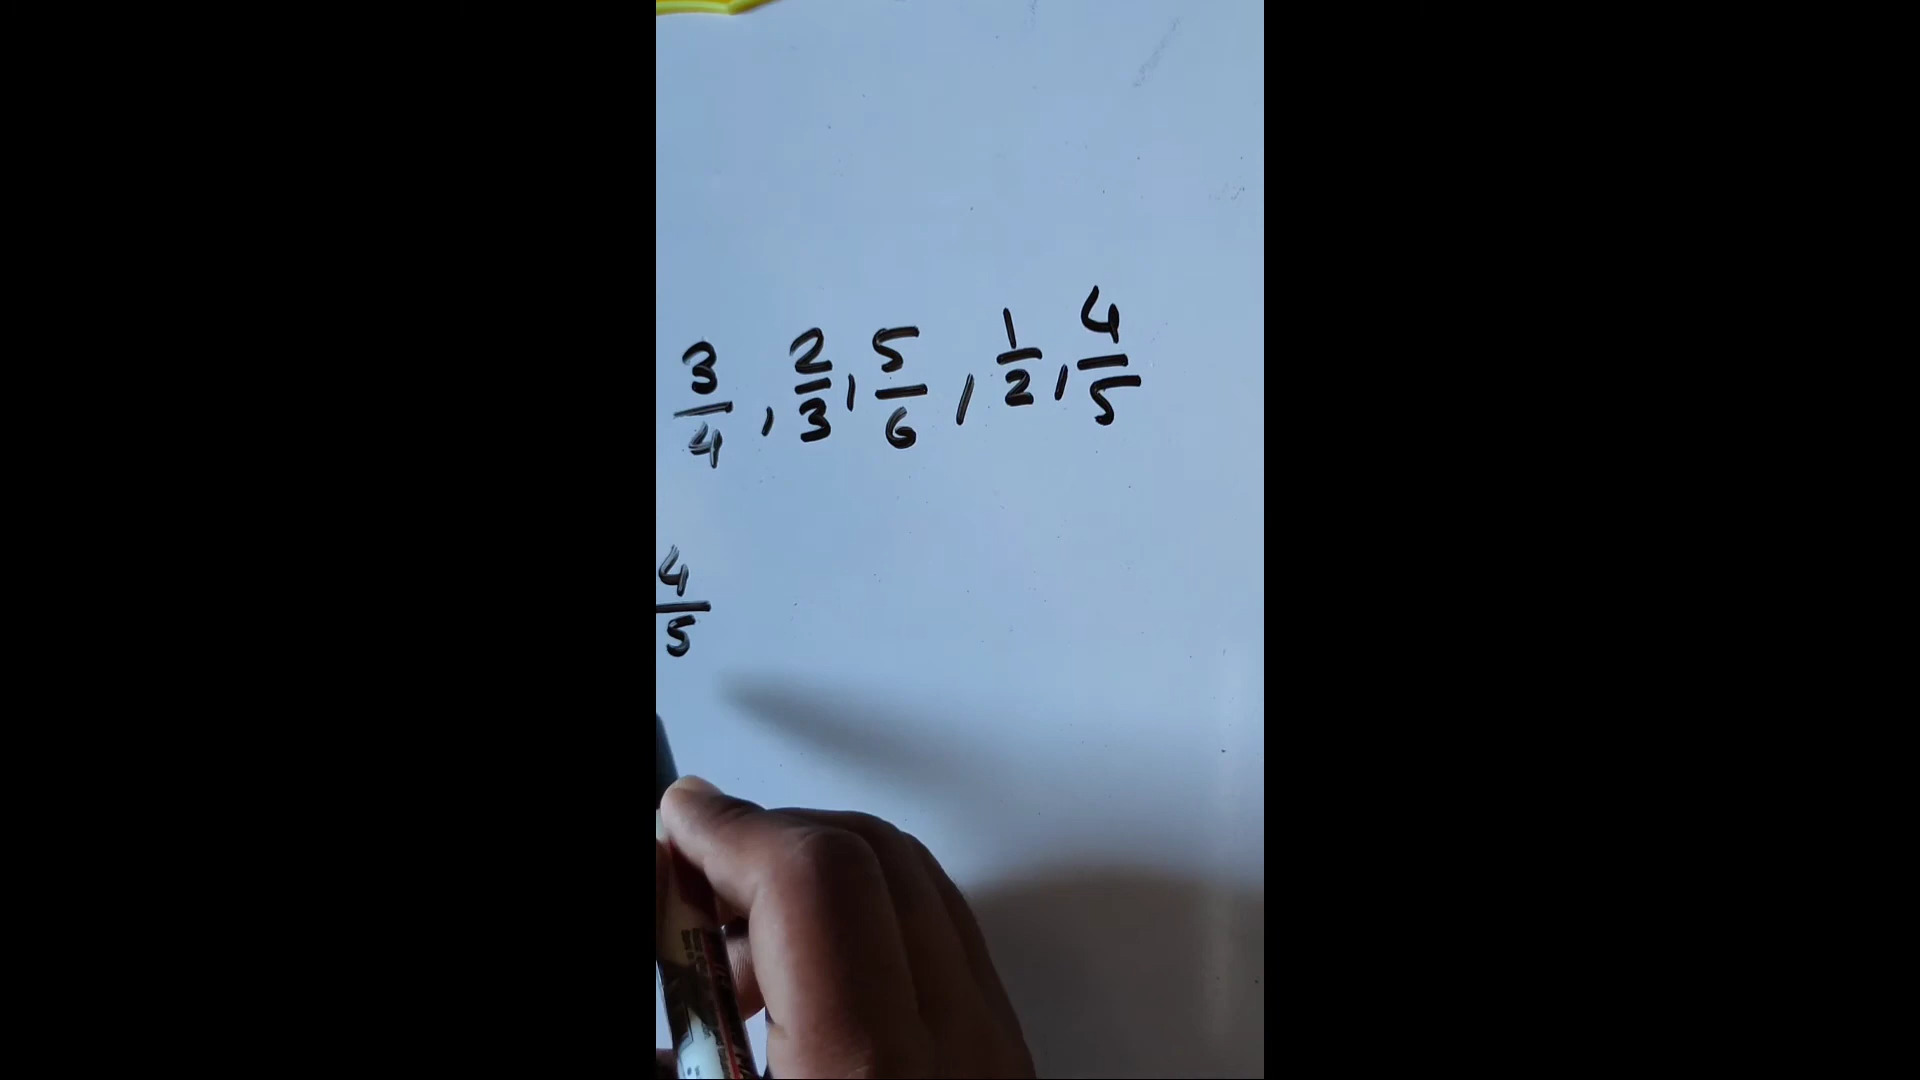 3/4 , 2/3 , 5/6 , 1/2 , 4/5
4/5